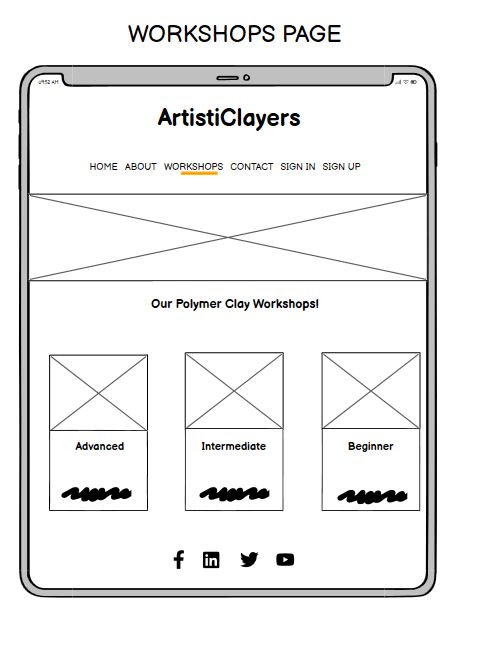 WORKSHOPS PAGE
9:52 AM
ArtistiClayers
HOME ABOUT WORKSHOPS CONTACT SIGN IN SIGN UP
Our Polymer Clay Workshops!
Advanced Intermediate Beginner